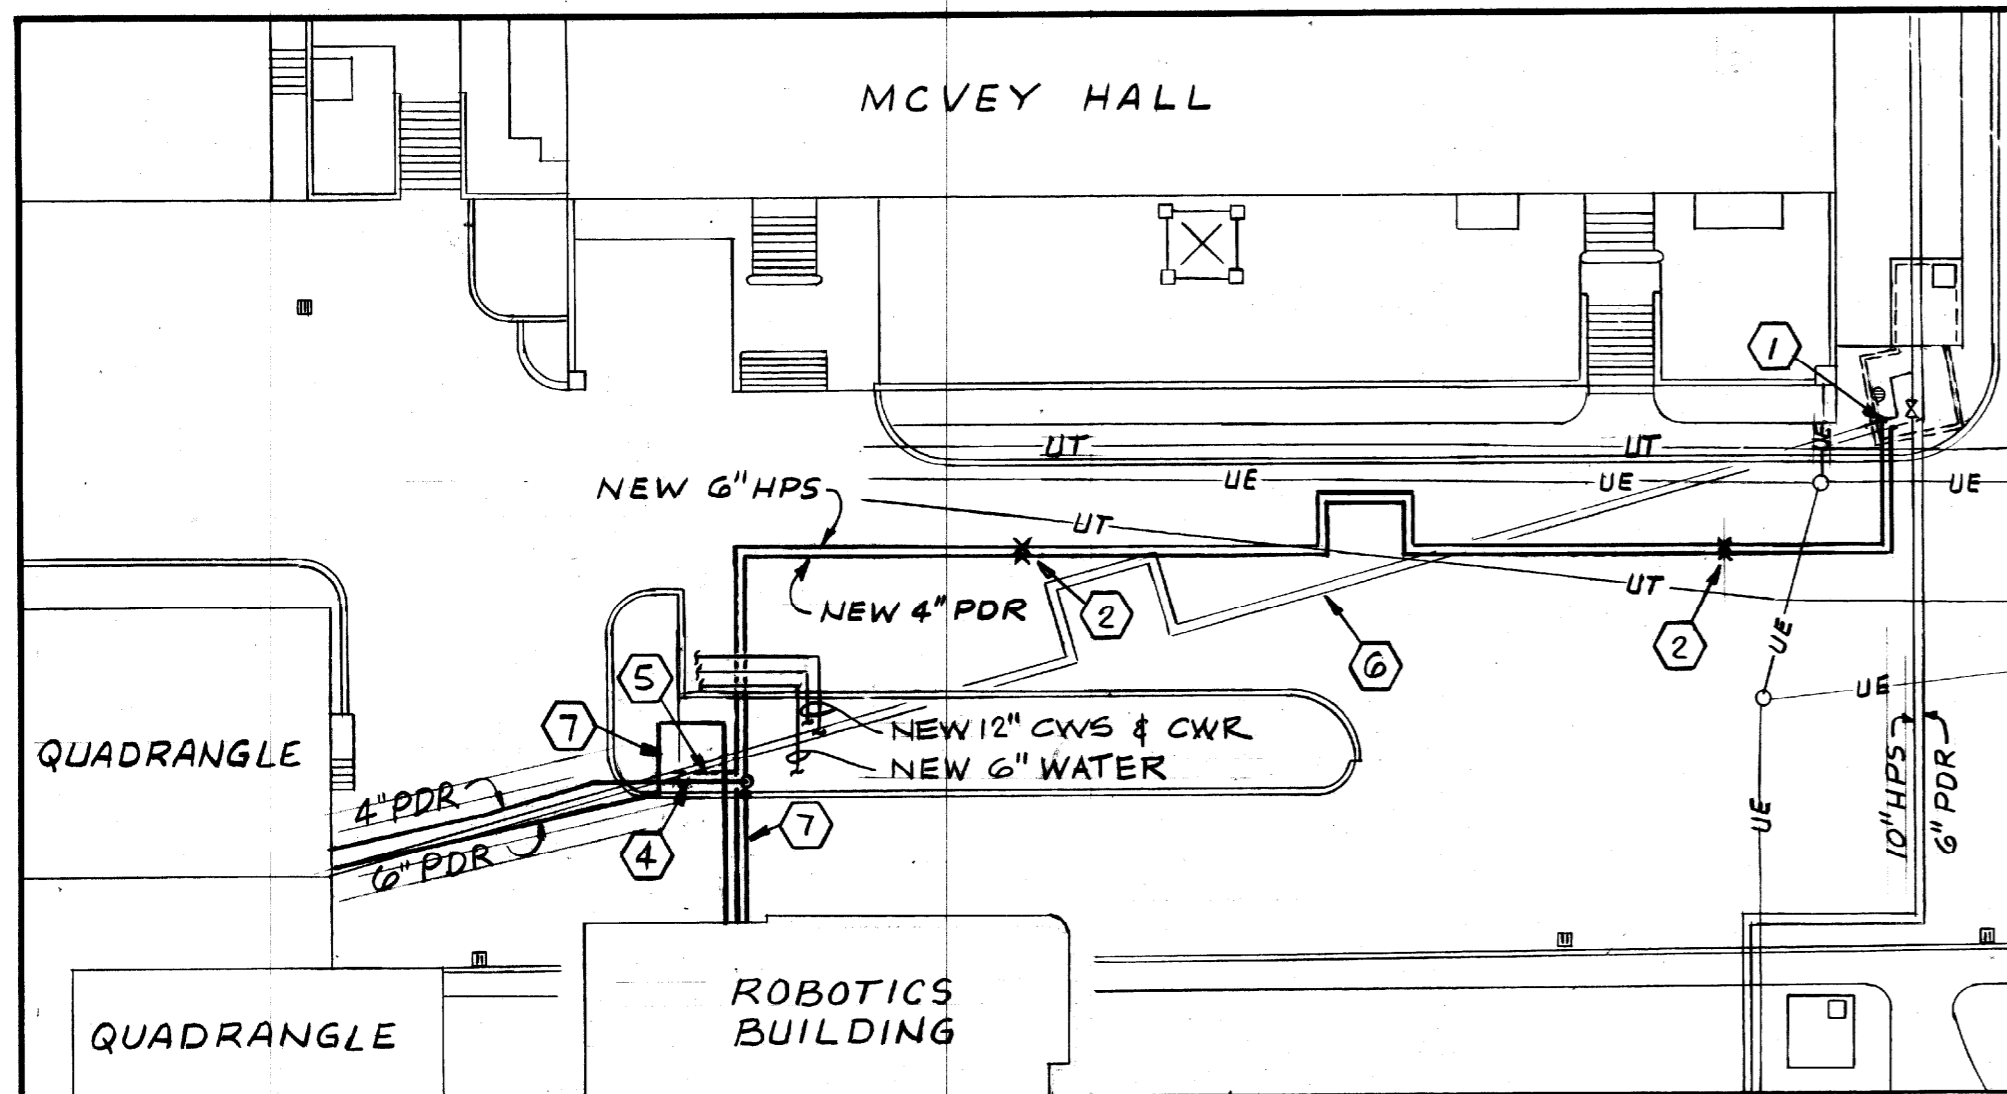 MCVEY HALL
1
UT
UT
UE
NEW 6" HPS
UE
UE
UE
UT
NEW 4" PDR
2
UT
2
UE
6
5
UE
7
NEW 12" CWS & CWR
QUADRANGLE
NEW 6" WATER
4" PDR
7
UE
10" HPS
6" PDR
6" PDR
4
ROBOTICS
BUILDING
QUADRANGLE